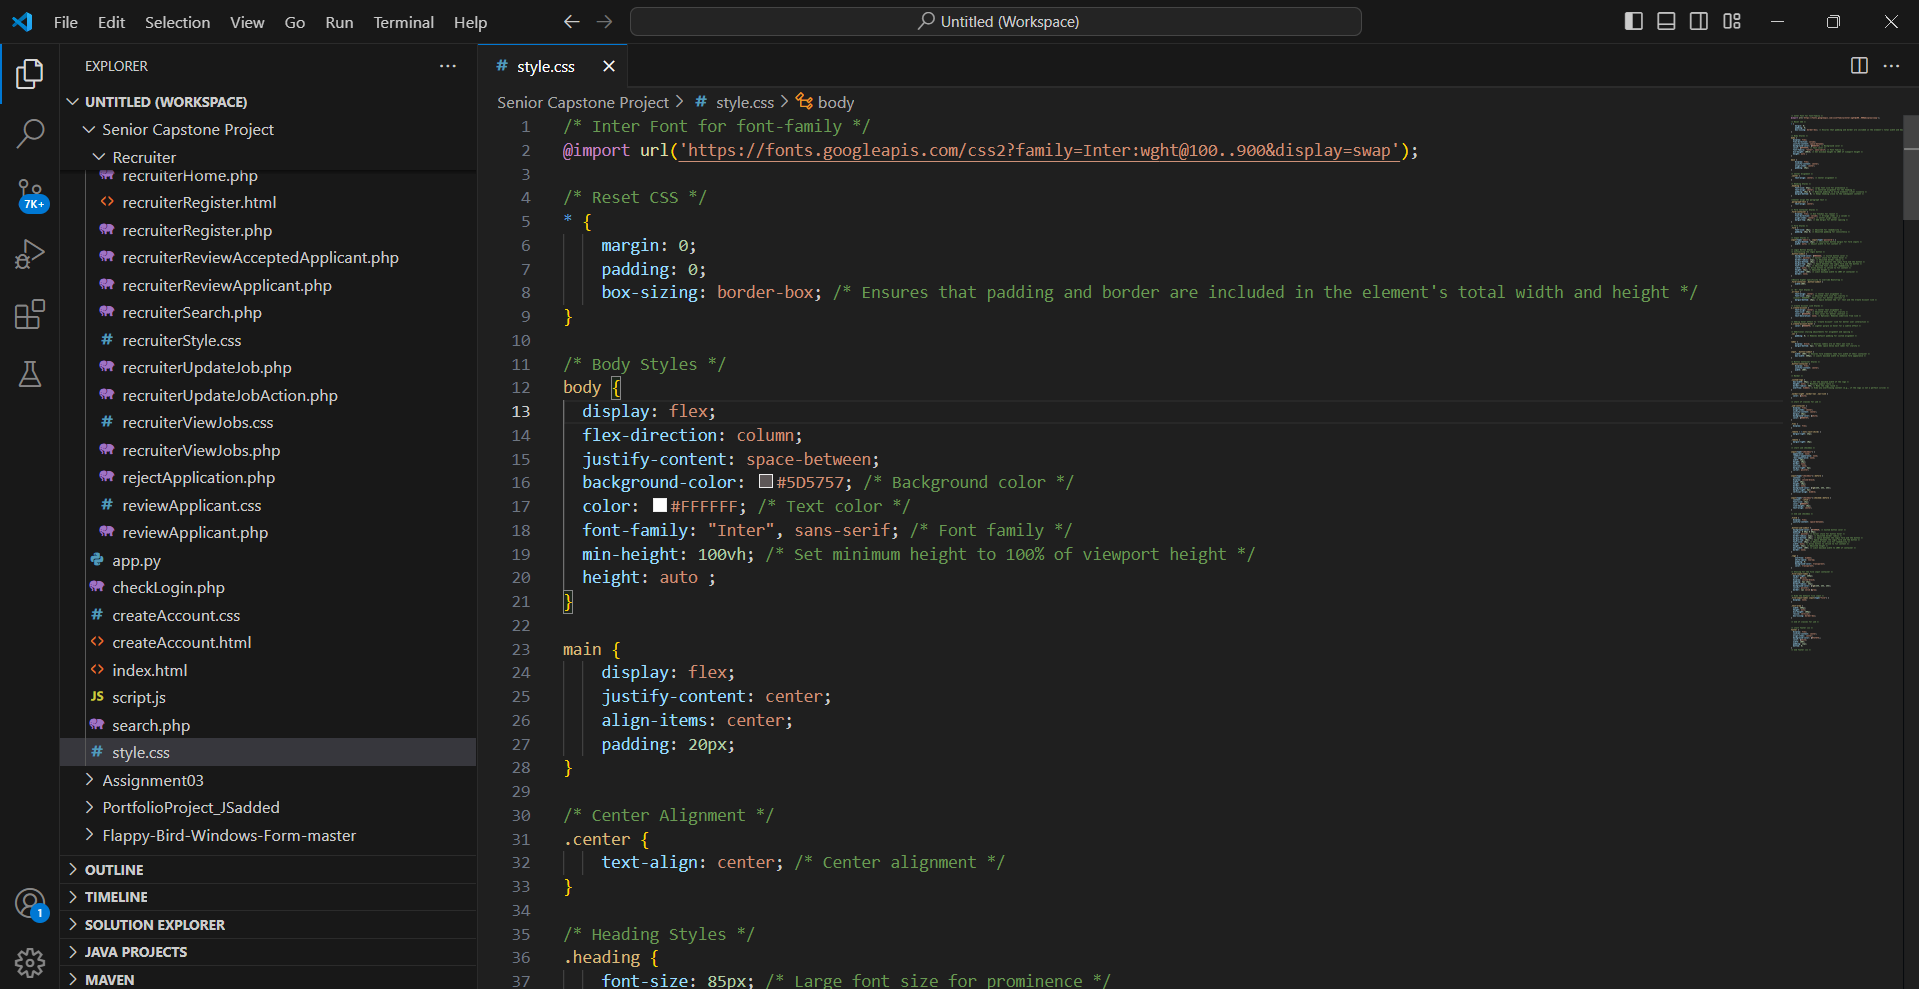 File Edit Selection View Go Run Terminal Help
Untitled (Workspace)
EXPLORER
UNTITLED (WORKSPACE)
Senior Capstone Project
Recruiter
recruiterHome.php
recruiterRegister.html
recruiterRegister.php
recruiterReviewAcceptedApplicant.php
recruiterReviewApplicant.php
recruiterSearch.php
# recruiterStyle.css
recruiterUpdateJob.php
recruiterUpdateJobAction.php
# recruiterViewJobs.css
recruiterViewJobs.php
rejectApplication.php
# reviewApplicant.css
reviewApplicant.php
app.py
checkLogin.php
# createAccount.css
createAccount.html
index.html
JS script.js
search.php
# style.css
Assignment03
PortfolioProject_JSadded
Flappy-Bird-Windows-Form-master
OUTLINE
TIMELINE
SOLUTION EXPLORER
JAVA PROJECTS
MAVEN
7K+
1
# style.css
Senior Capstone Project > # style.css > body
1 /* Inter Font for font-family */
2 @import url('https://fonts.googleapis.com/css2?family=Inter:wght@100..900&display=swap');
3
4 /* Reset CSS */
5 * {
6 margin: 0;
7 padding: 0;
8 box-sizing: border-box; /* Ensures that padding and border are included in the element's total width and height */
9 }
10
11 /* Body Styles */
12 body {
13 display: flex;
14 flex-direction: column;
15 justify-content: space-between;
16 background-color: #5D5757; /* Background color */
17 color: #FFFFFF; /* Text color */
18 font-family: "Inter", sans-serif; /* Font family */
19 min-height: 100vh; /* Set minimum height to 100% of viewport height */
20 height: auto ;
21 }
22
23 main {
24 display: flex;
25 justify-content: center;
26 align-items: center;
27 padding: 20px;
28 }
29
30 /* Center Alignment */
31 .center {
32 text-align: center; /* Center alignment */
33 }
34
35 /* Heading Styles */
36 .heading {
37 font-size: 85px; /* Large font size for prominence */